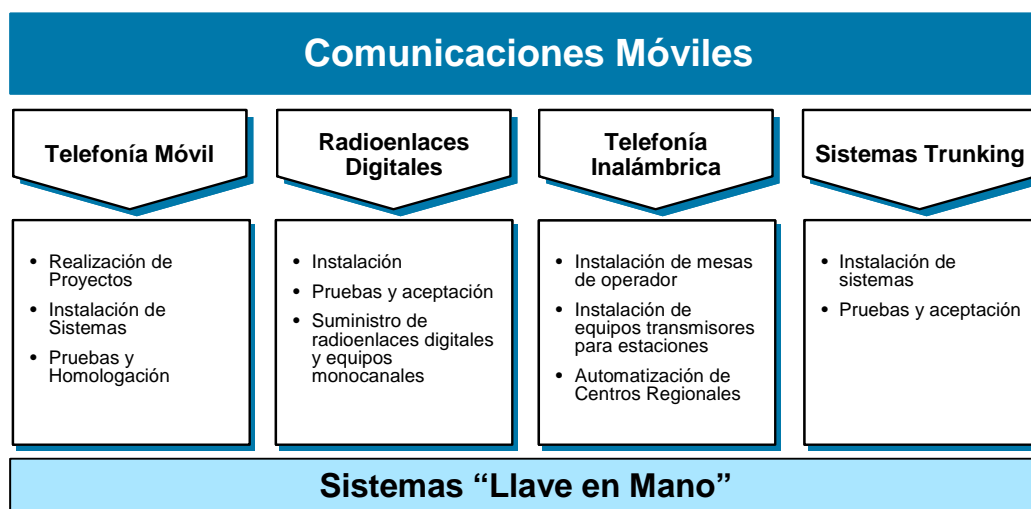 Comunicaciones Móviles
Telefonía Móvil
• Realización de
Proyectos
• Instalación de
Sistemas
• Pruebas y
Homologación
Radioenlaces
Digitales
• Instalación
• Pruebas y aceptación
• Suministro de
radioenlaces digitales
y equipos
monocanales
Telefonía
Inalámbrica
• Instalación de mesas
de operador
• Instalación de
equipos transmisores
para estaciones
• Automatización de
Centros Regionales
Sistemas Trunking
• Instalación de
sistemas
• Pruebas y aceptación
Sistemas “Llave en Mano”